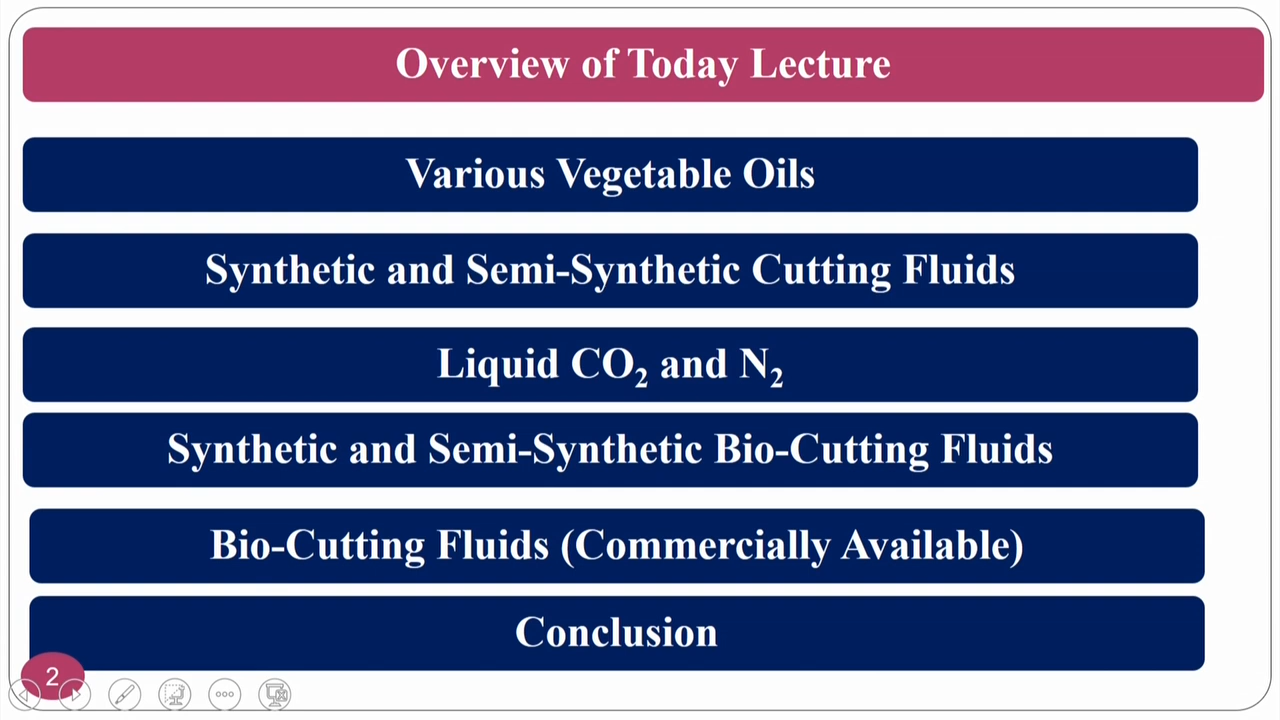 Overview of Today Lecture
Various Vegetable Oils
Synthetic and Semi-Synthetic Cutting Fluids
Liquid CO₂ and N₂
Synthetic and Semi-Synthetic Bio-Cutting Fluids
Bio-Cutting Fluids (Commercially Available)
Conclusion
2